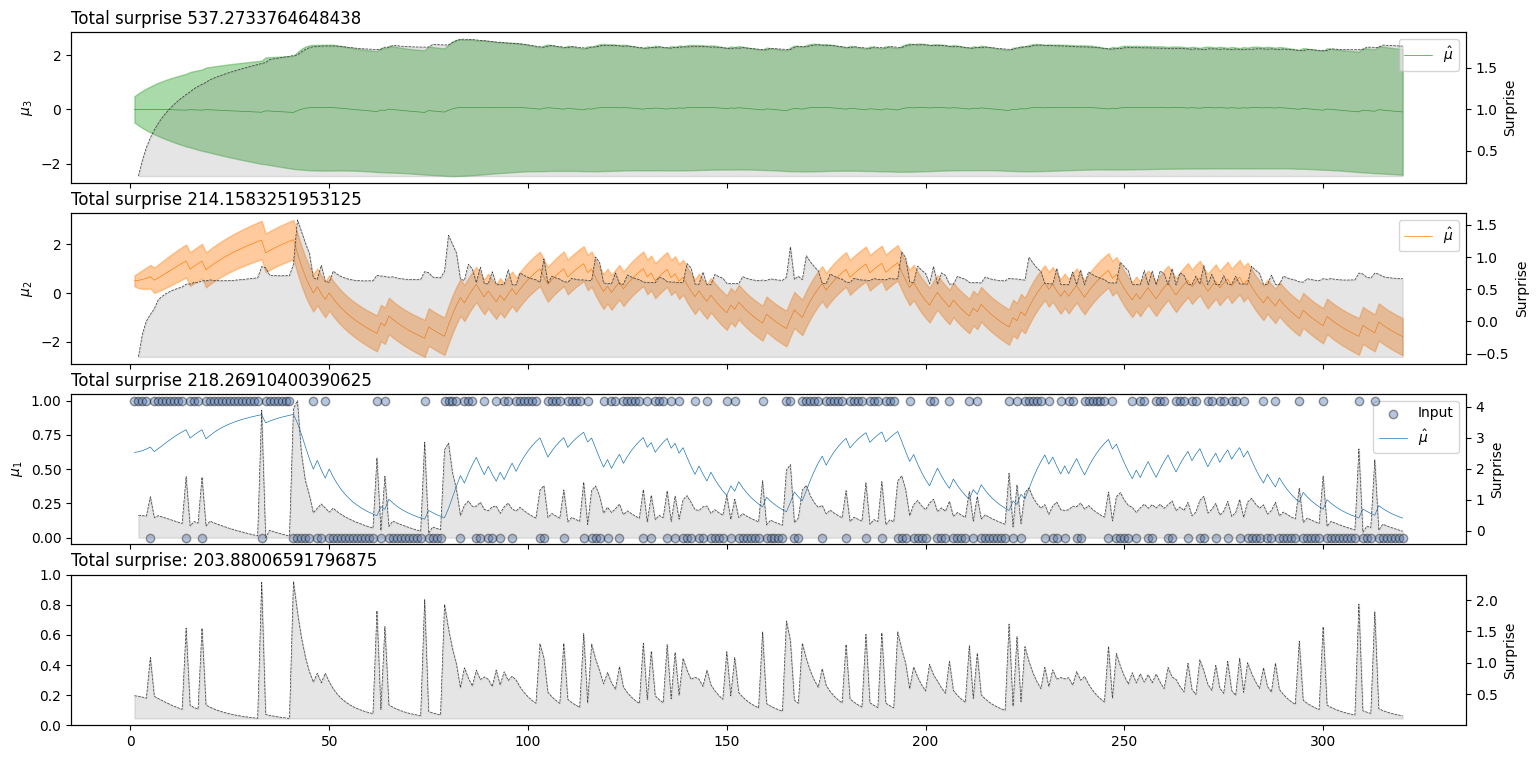 Total surprise 537.2733764648438
2
0
−2
μ3
μ̂
1.5
1.0
0.5
Surprise
Total surprise 214.1583251953125
2
0
−2
μ2
μ̂
1.5
1.0
0.5
0.0
−0.5
Surprise
Total surprise 218.26910400390625
1.00
0.75
0.50
0.25
0.00
μ1
Input
μ̂
4
3
2
1
0
Surprise
Total surprise: 203.88006591796875
1.0
0.8
0.6
0.4
0.2
0.0
2.0
1.5
1.0
0.5
Surprise
0 50 100 150 200 250 300